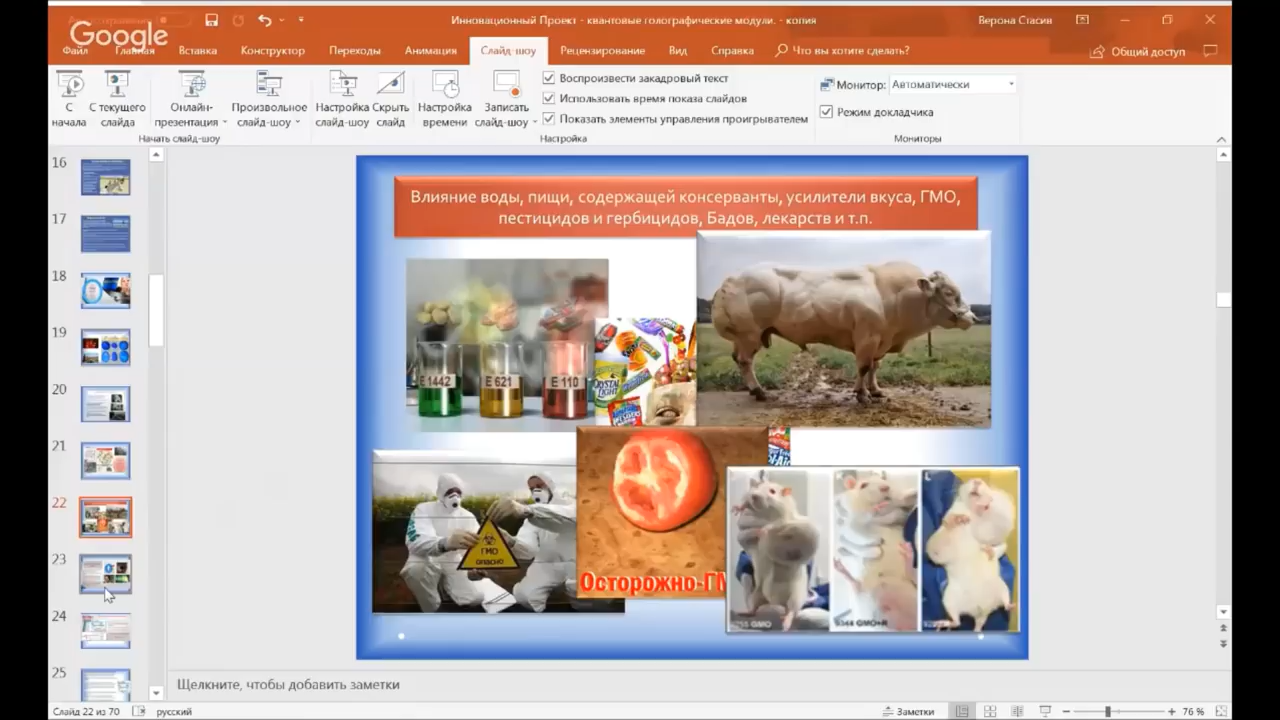 Google
Инновационный Проект - квантовые голографические модули. - копия
Верона Стасив
Файл
Главная
Вставка
Конструктор
Переходы
Анимация
Слайд-шоу
Рецензирование
Вид
Справка
Что вы хотите сделать?
Общий доступ
С начала
С текущего слайда
Онлайн-презентация
Произвольное слайд-шоу
Настройка слайд-шоу
Скрыть слайд
Настройка времени
Записать слайд-шоу
Воспроизвести закадровый текст
Использовать время показа слайдов
Показать элементы управления проигрывателем
Монитор:
Автоматически
Режим докладчика
Начать слайд-шоу
Настройка
Мониторы
16
17
18
19
20
21
22
23
24
25
Влияние воды, пищи, содержащей консерванты, усилители вкуса, ГМО,
пестицидов и гербицидов, Бадов, лекарств и т.п.
E 1442
E 621
E 110
ГМО
ОПАСНО
Осторожно-ГМ
GMO
GMO+R
L
Щелкните, чтобы добавить заметки
Слайд 22 из 70
русский
Заметки
76 %